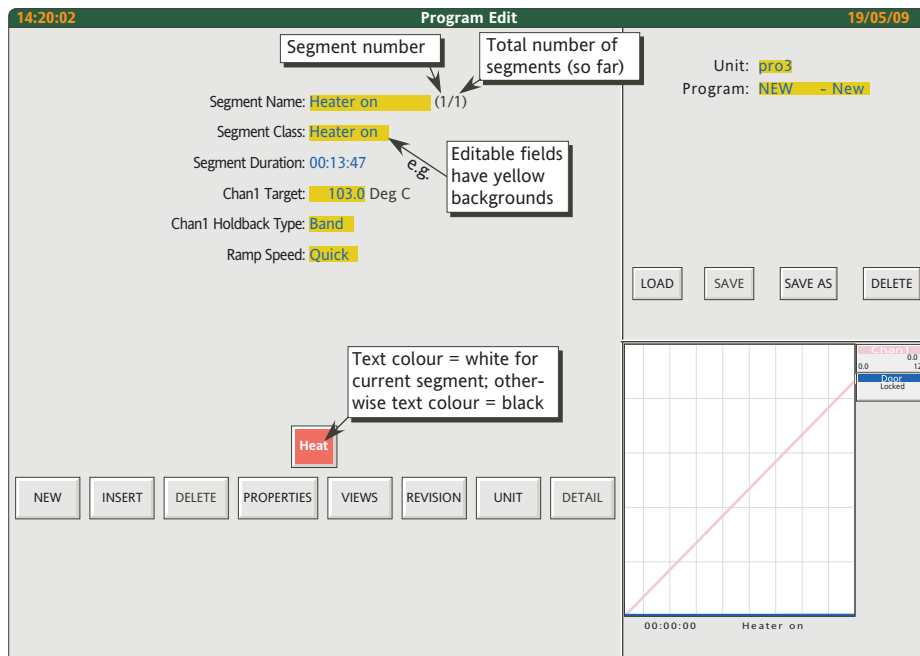 14:20:02 Program Edit 19/05/09
Segment number
Total number of
segments (so far)
Segment Name: Heater on (1/1)
Segment Class: Heater on
Segment Duration: 00:13:47
Chan1 Target: 103.0 Deg C
Chan1 Holdback Type: Band
Ramp Speed: Quick
e.g.
Editable fields
have yellow
backgrounds
Unit: pro3
Program: NEW - New
LOAD SAVE SAVE AS DELETE
Text colour = white for
current segment; other-
wise text colour = black
Heat
NEW INSERT DELETE PROPERTIES VIEWS REVISION UNIT DETAIL
Chan1
0.0
0.0 12
Door
Locked
00:00:00 Heater on